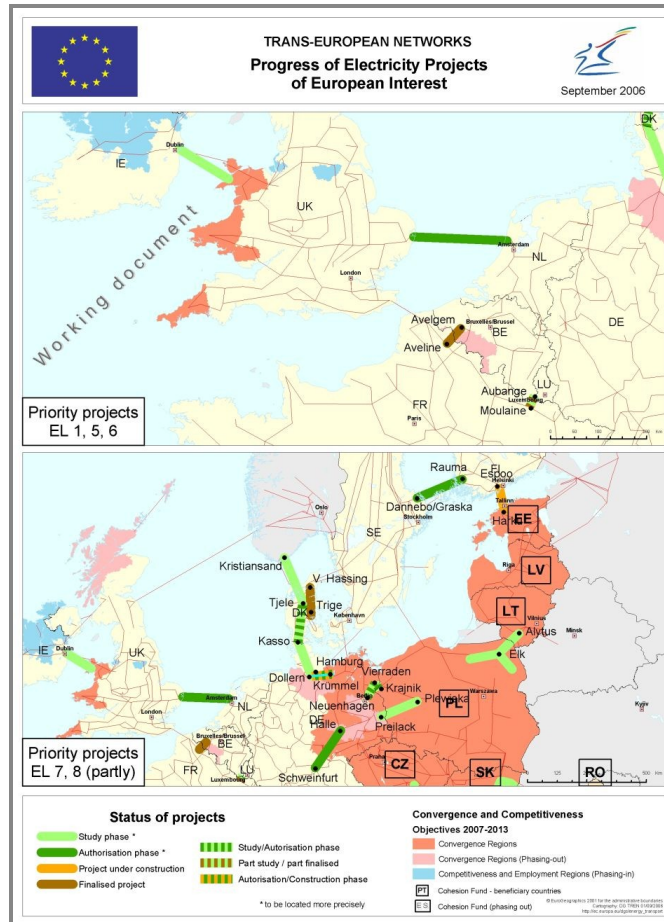 TRANS-EUROPEAN NETWORKS
Progress of Electricity Projects
of European Interest
September 2006
DK
Dublin
IE
UK
Working document
Amsterdam
NL
London
Avelgem
Bruxelles/Brussel
BE
DE
Aveline
Aubange
LU
Luxembourg
Moulaine
FR
Paris
Priority projects
EL 1, 5, 6
Rauma
FI
Espoo
Helsinki
Oslo
Dannebo/Graska
Stockholm
Tallinn
EE
SE
Kristiansand
V. Hassing
Riga
LV
Tjele
DK
Trige
København
LT
Vilnius
Minsk
Alytus
Kasso
IE
Dublin
UK
Elk
Hamburg
Dollern
Krümmel
Vierraden
Krajnik
Plewiska
Warszawa
PL
Amsterdam
NL
London
Neuenhagen
DE
Halle
Preilack
Kyiv
Bruxelles/Brussel
BE
FR
LU
Luxembourg
Schweinfurt
Praha
CZ
SK
RO
Priority projects
EL 7, 8 (partly)
Status of projects
Study phase *
Authorisation phase *
Project under construction
Finalised project
Study/Autorisation phase
Part study / part finalised
Autorisation/Construction phase
* to be located more precisely
Convergence and Competitiveness
Objectives 2007-2013
Convergence Regions
Convergence Regions (Phasing-out)
Competitiveness and Employment Regions (Phasing-in)
PT
Cohesion Fund - beneficiary countries
ES
Cohesion Fund (phasing out)